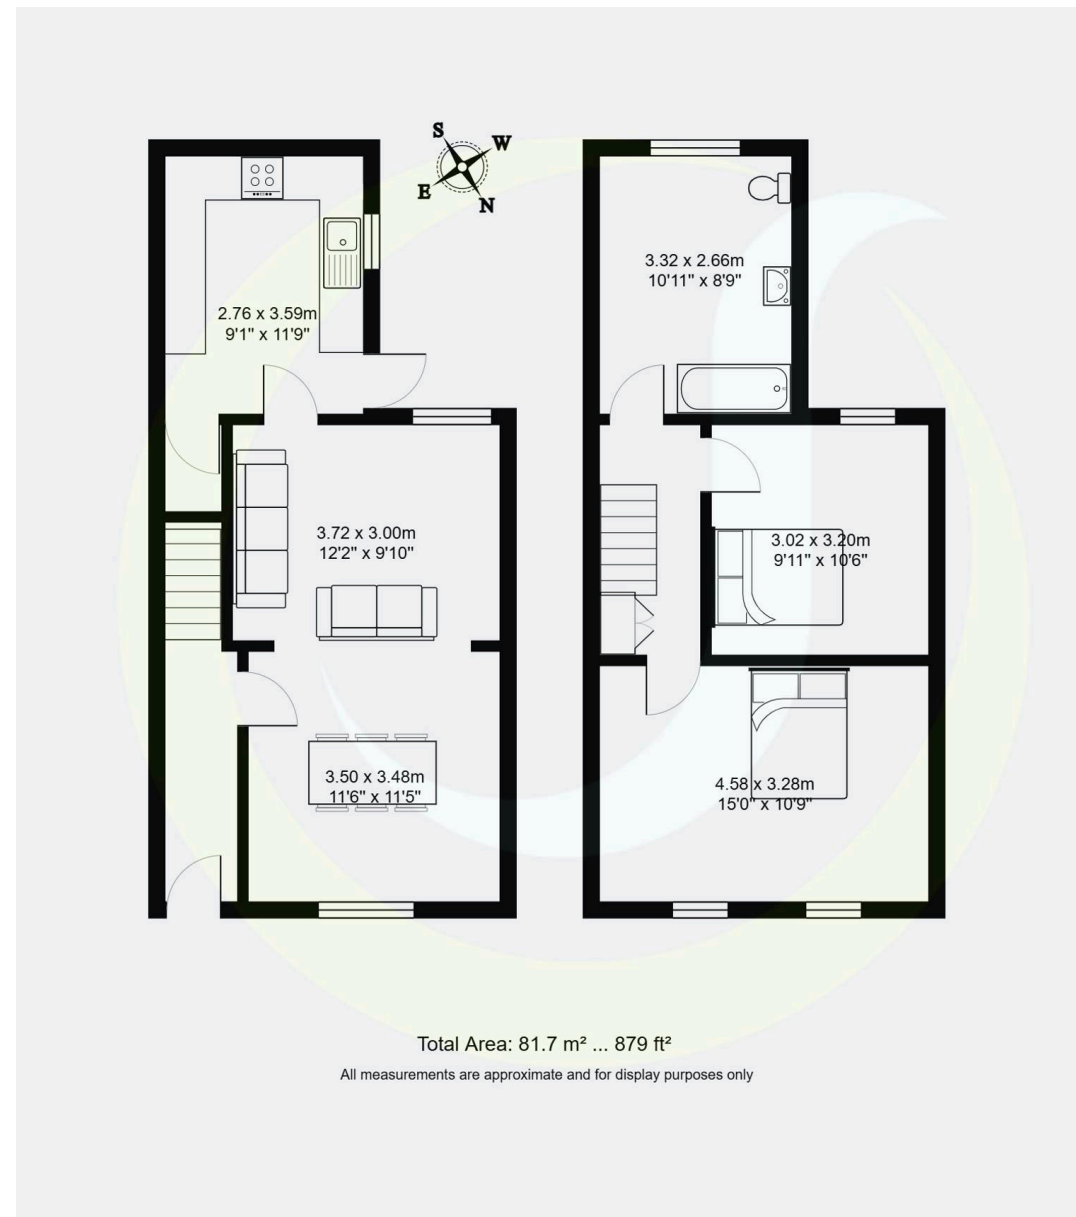 S
W
E
N
2.76 x 3.59m
9'1" x 11'9"
3.32 x 2.66m
10'11" x 8'9"
3.72 x 3.00m
12'2" x 9'10"
3.02 x 3.20m
9'11" x 10'6"
3.50 x 3.48m
11'6" x 11'5"
4.58 x 3.28m
15'0" x 10'9"
Total Area: 81.7 m² ... 879 ft²
All measurements are approximate and for display purposes only